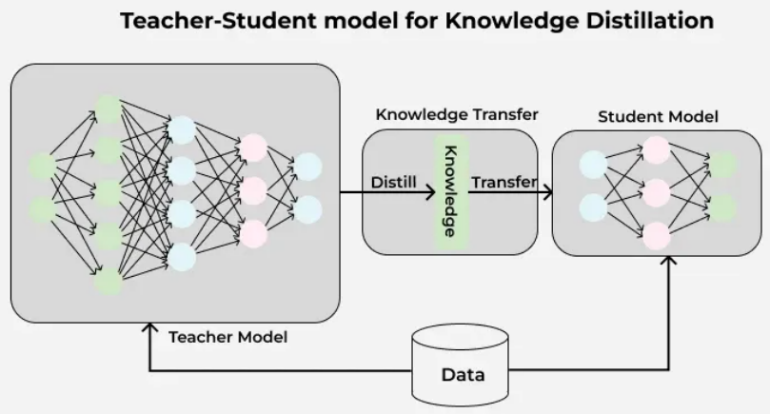 Teacher-Student model for Knowledge Distillation
Knowledge Transfer
Student Model
Distill
Knowledge
Transfer
Teacher Model
Data